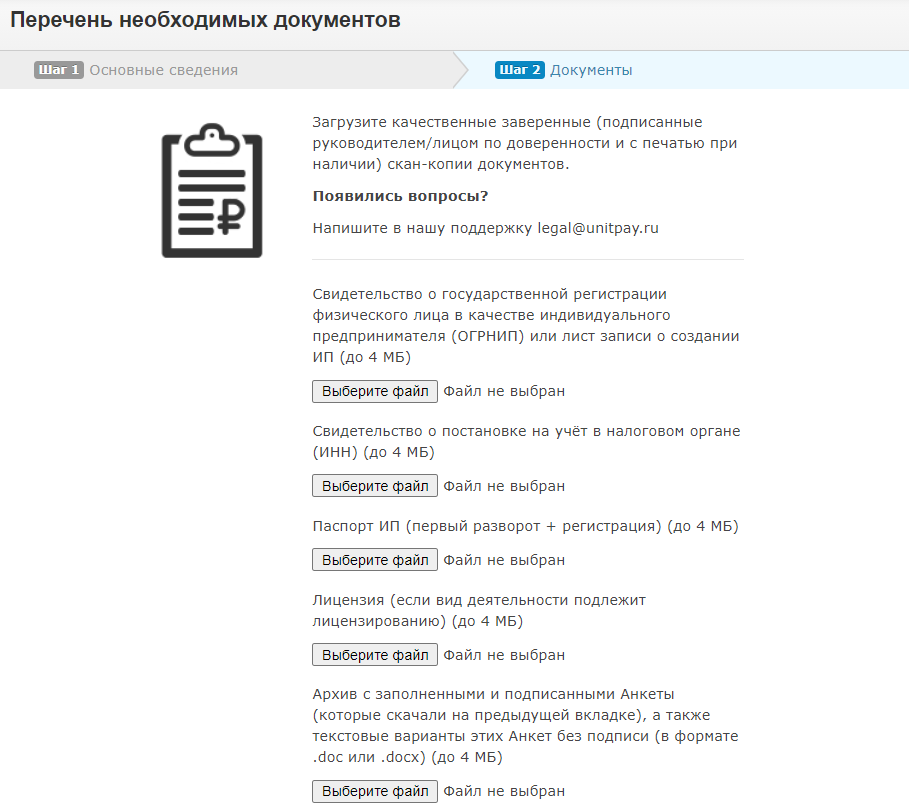 Перечень необходимых документов
Шаг 1 Основные сведения
Шаг 2 Документы
Загрузите качественные заверенные (подписанные
руководителем/лицом по доверенности и с печатью при
наличии) скан-копии документов.
Появились вопросы?
Напишите в нашу поддержку legal@unitpay.ru
Свидетельство о государственной регистрации
физического лица в качестве индивидуального
предпринимателя (ОГРНИП) или лист записи о создании
ИП (до 4 МБ)
Выберите файл Файл не выбран
Свидетельство о постановке на учёт в налоговом органе
(ИНН) (до 4 МБ)
Выберите файл Файл не выбран
Паспорт ИП (первый разворот + регистрация) (до 4 МБ)
Выберите файл Файл не выбран
Лицензия (если вид деятельности подлежит
лицензированию) (до 4 МБ)
Выберите файл Файл не выбран
Архив с заполненными и подписанными Анкеты
(которые скачали на предыдущей вкладке), а также
текстовые варианты этих Анкет без подписи (в формате
.doc или .docx) (до 4 МБ)
Выберите файл Файл не выбран